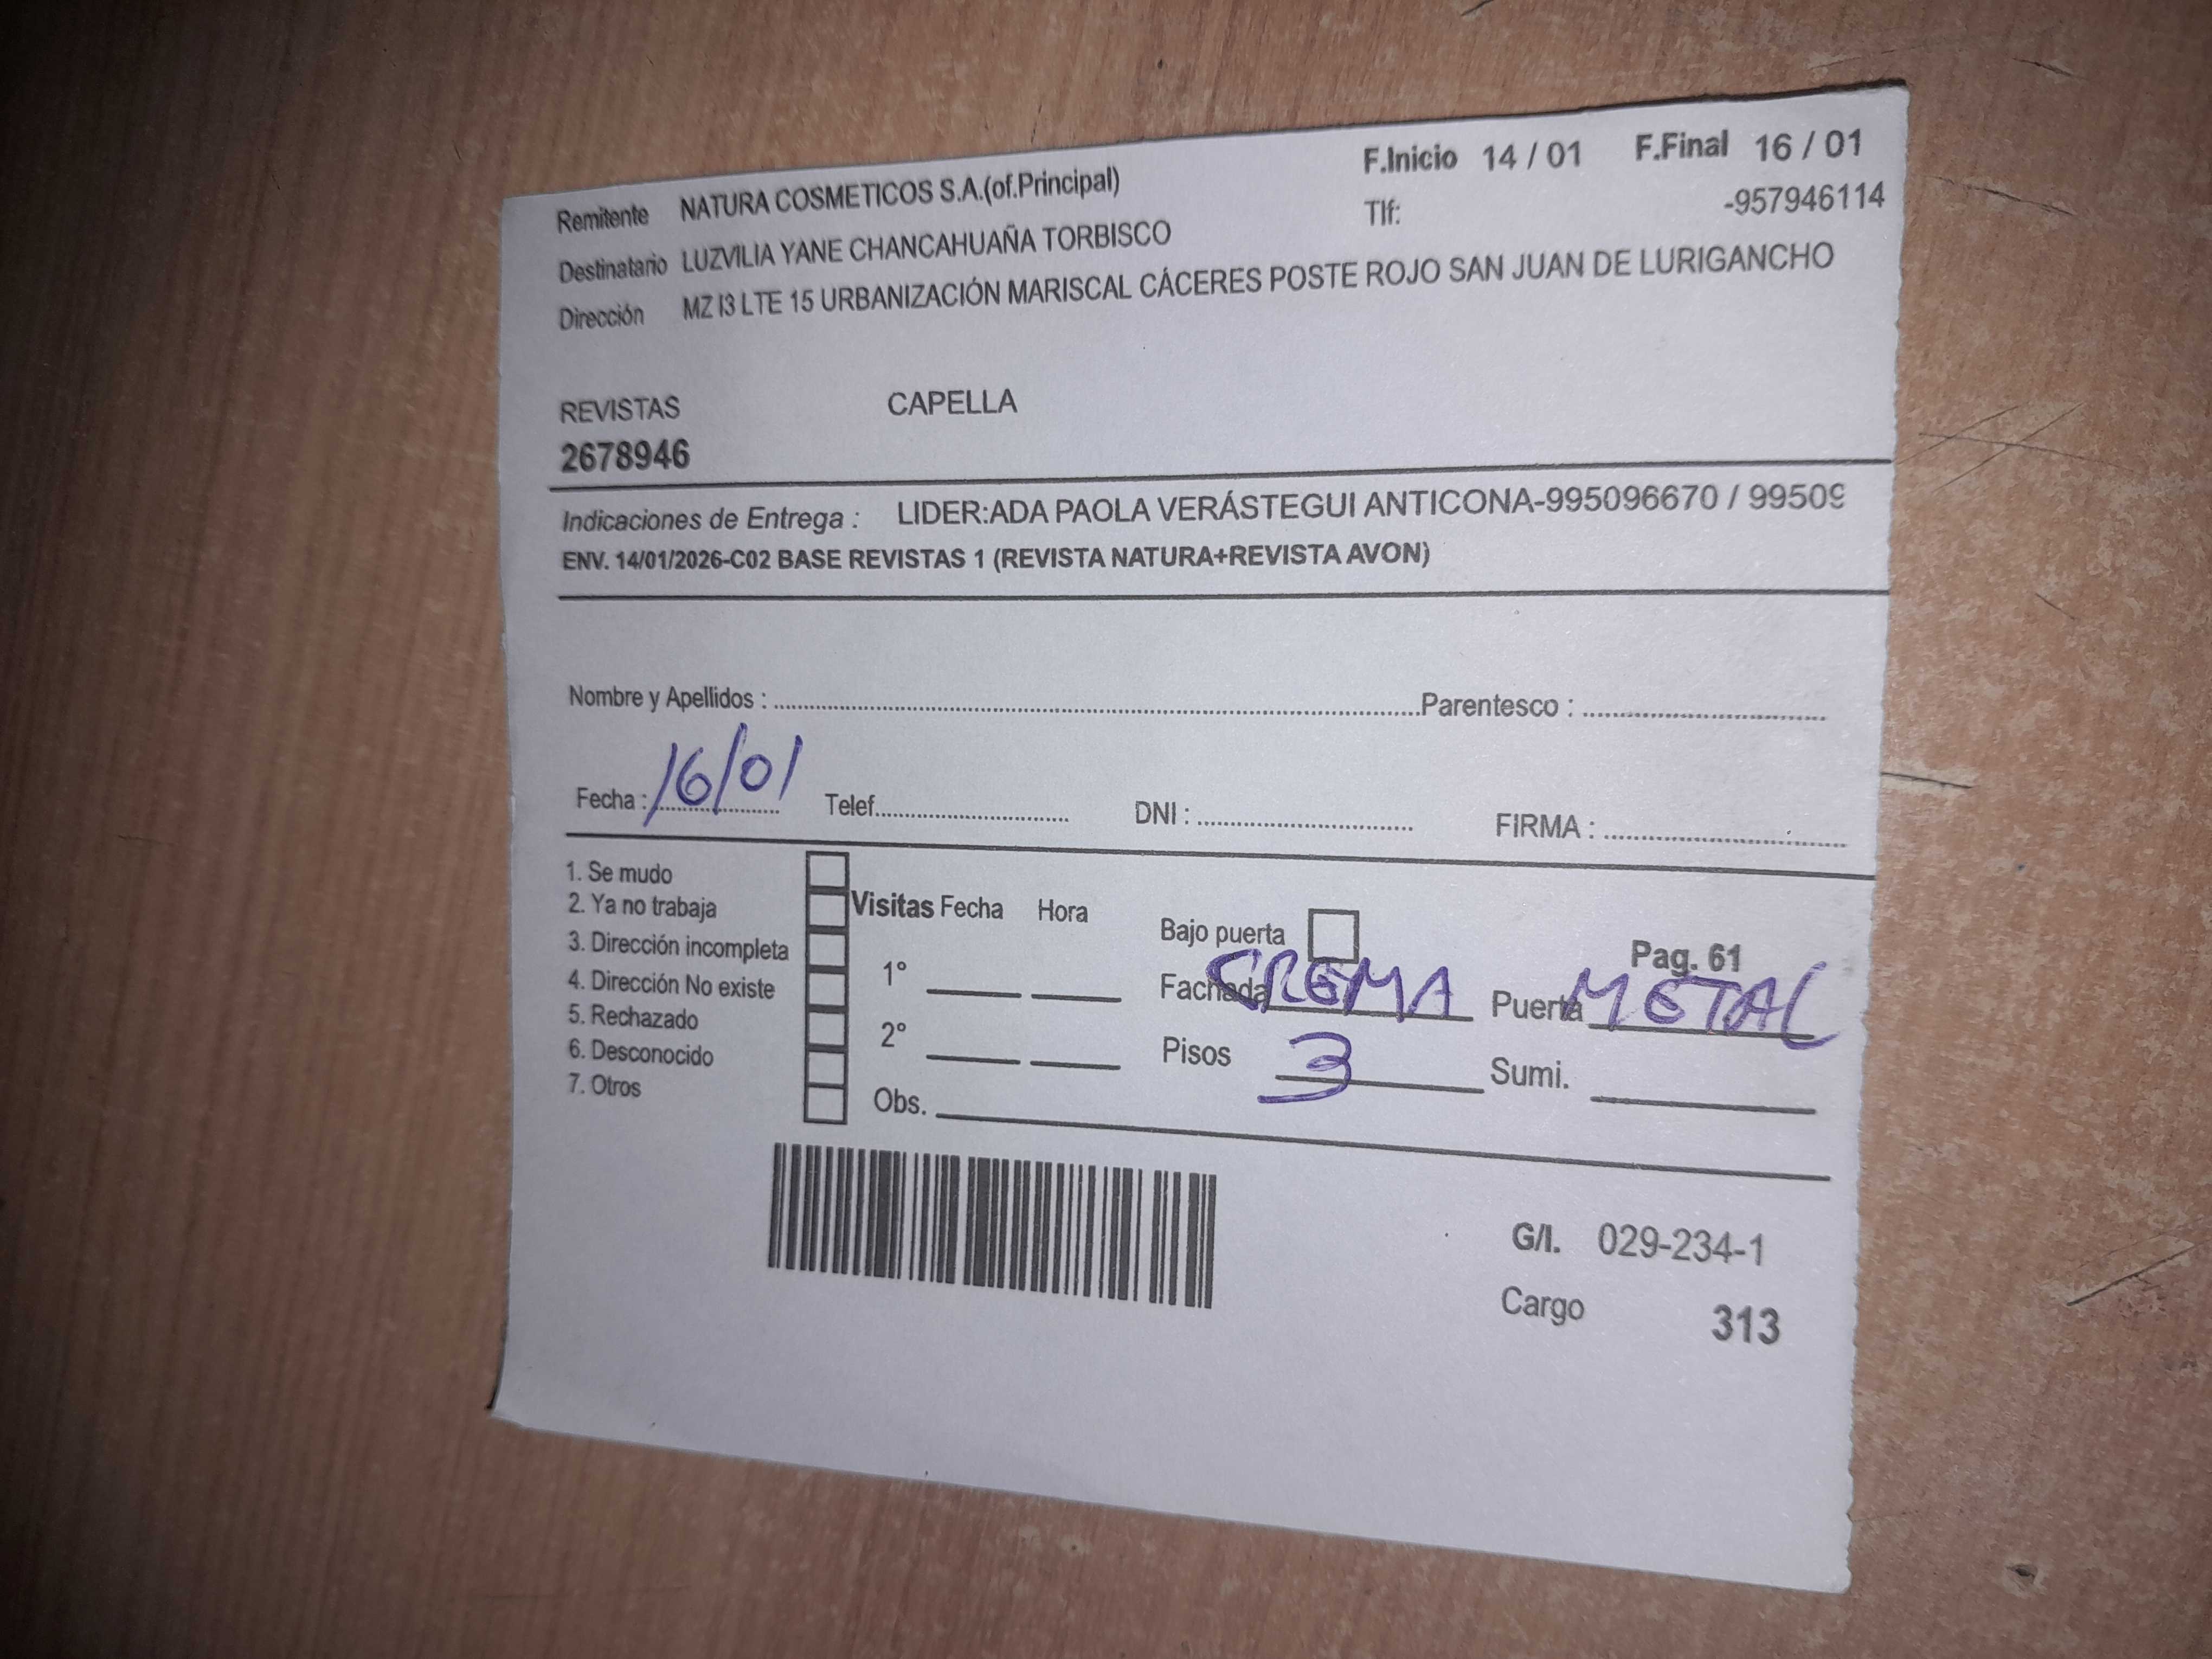 Remitente NATURA COSMETICOS S.A.(of.Principal) F.Inicio 14 / 01 F.Final 16 / 01
Destinatario LUZVILIA YANE CHANCAHUAÑA TORBISCO Tlf: -957946114
Dirección MZ I3 LTE 15 URBANIZACIÓN MARISCAL CÁCERES POSTE ROJO SAN JUAN DE LURIGANCHO
REVISTAS CAPELLA
2678946
Indicaciones de Entrega : LIDER:ADA PAOLA VERÁSTEGUI ANTICONA-995096670 / 99509
ENV. 14/01/2026-C02 BASE REVISTAS 1 (REVISTA NATURA+REVISTA AVON)
Nombre y Apellidos : Parentesco :
Fecha : 16/01 Telef. DNI : FIRMA :
1. Se mudo
2. Ya no trabaja Visitas Fecha Hora Bajo puerta Pag. 61
3. Dirección incompleta
4. Dirección No existe 1° Fachada CREMA Puerta METAL
5. Rechazado
6. Desconocido 2° Pisos 3 Sumi.
7. Otros Obs.
G/I. 029-234-1
Cargo 313